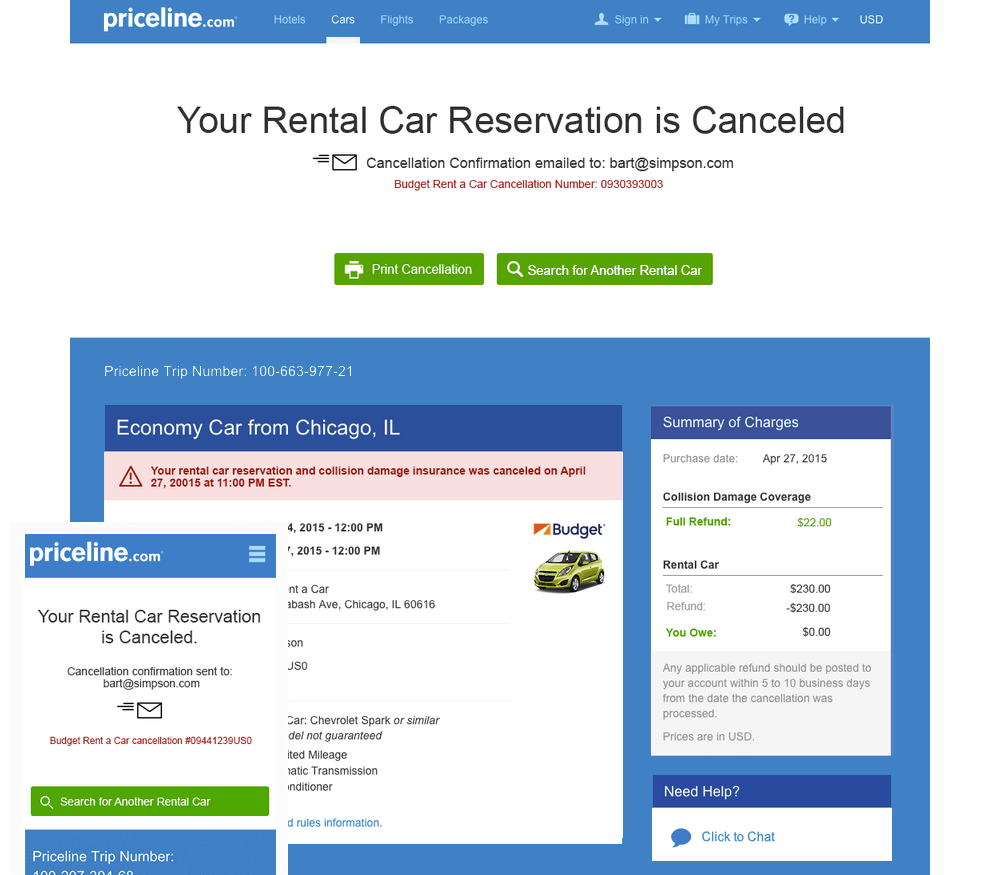 priceline.com
Hotels Cars Flights Packages Sign in My Trips Help USD
Your Rental Car Reservation is Canceled
Cancellation Confirmation emailed to: bart@simpson.com
Budget Rent a Car Cancellation Number: 0930393003
Print Cancellation
Search for Another Rental Car
Priceline Trip Number: 100-663-977-21
Economy Car from Chicago, IL
Your rental car reservation and collision damage insurance was canceled on April
27, 20015 at 11:00 PM EST.
4, 2015 - 12:00 PM
7, 2015 - 12:00 PM
nt a Car
abash Ave, Chicago, IL 60616
son
US0
Car: Chevrolet Spark or similar
del not guaranteed
ited Mileage
matic Transmission
onditioner
d rules information.
Budget
Summary of Charges
Purchase date: Apr 27, 2015
Collision Damage Coverage
Full Refund: $22.00
Rental Car
Total: $230.00
Refund: -$230.00
You Owe: $0.00
Any applicable refund should be posted to
your account within 5 to 10 business days
from the date the cancellation was
processed.
Prices are in USD.
Need Help?
Click to Chat
priceline.com
Your Rental Car Reservation
is Canceled.
Cancellation confirmation sent to:
bart@simpson.com
Budget Rent a Car cancellation #09441239US0
Search for Another Rental Car
Priceline Trip Number:
100-207-304-68